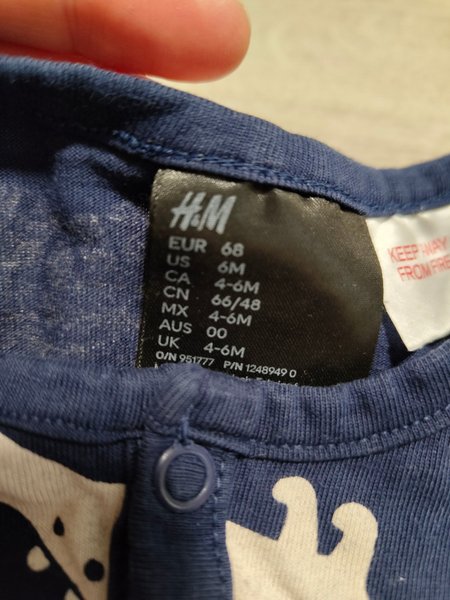 H&M
EUR 68
US 6M
CA 4-6M
CN 66/48
MX 4-6M
AUS 00
UK 4-6M
O/N 951777 P/N 1248949 0
KEEP AWAY
FROM FIRE